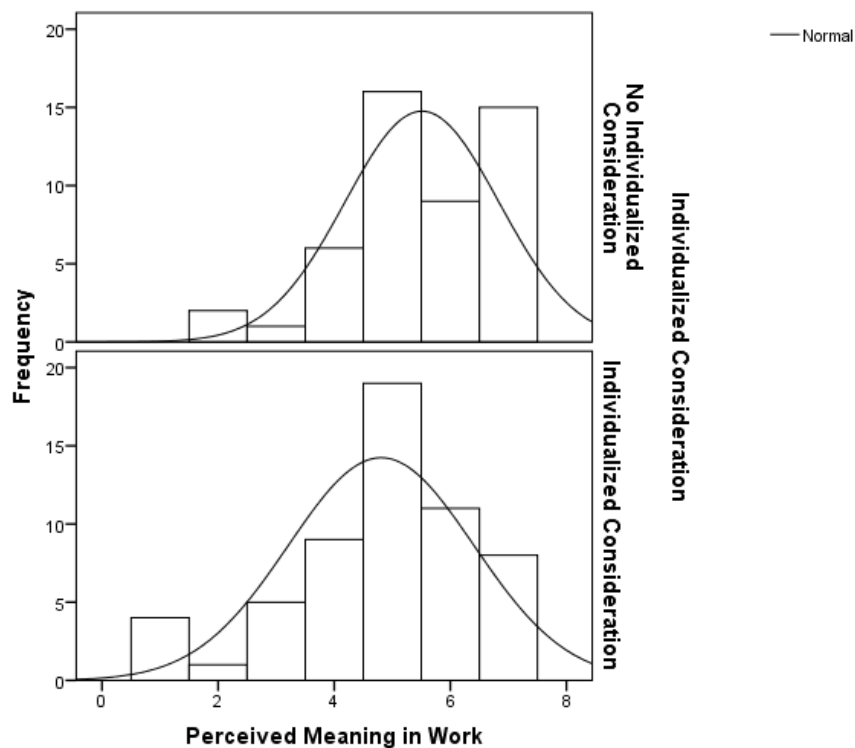 Normal
20
15
10
5
0
No Individualized
Consideration
20
15
10
5
0
Individualized Consideration
Individualized Consideration
Frequency
0
2
4
6
8
Perceived Meaning in Work